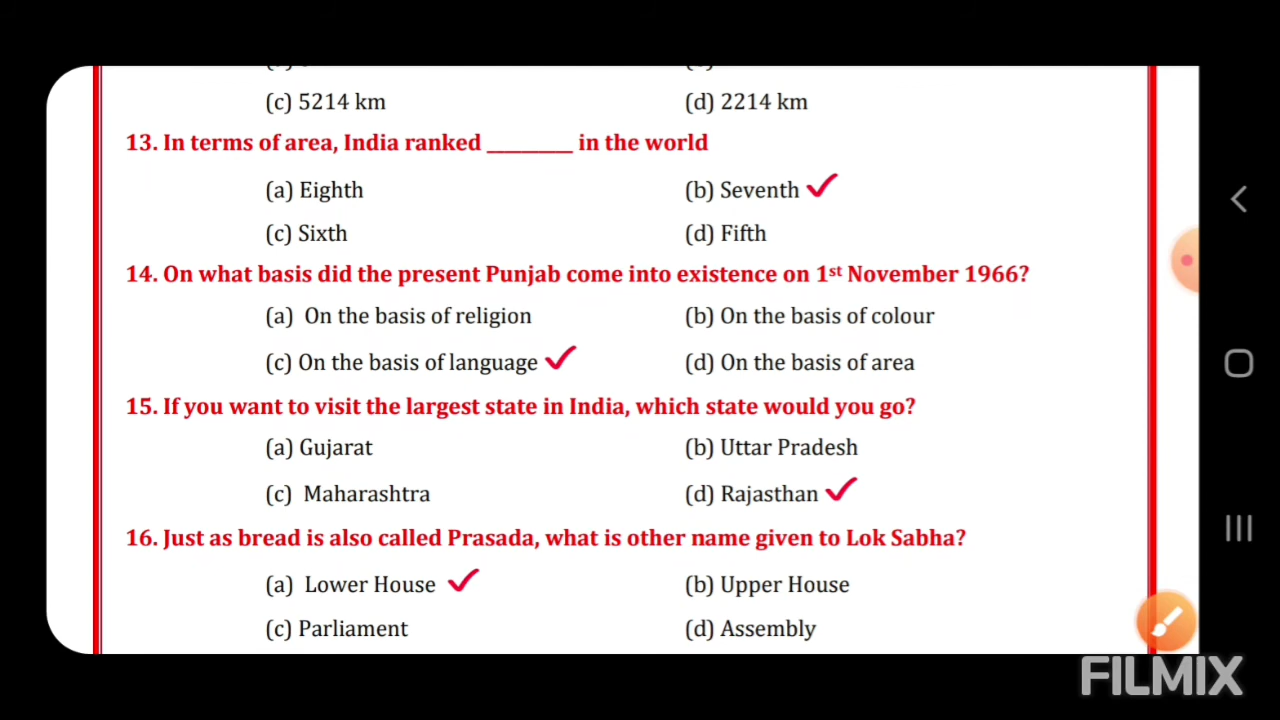 (c) 5214 km (d) 2214 km
13. In terms of area, India ranked __________ in the world
(a) Eighth (b) Seventh
(c) Sixth (d) Fifth
14. On what basis did the present Punjab come into existence on 1st November 1966?
(a) On the basis of religion (b) On the basis of colour
(c) On the basis of language (d) On the basis of area
15. If you want to visit the largest state in India, which state would you go?
(a) Gujarat (b) Uttar Pradesh
(c) Maharashtra (d) Rajasthan
16. Just as bread is also called Prasada, what is other name given to Lok Sabha?
(a) Lower House (b) Upper House
(c) Parliament (d) Assembly
FILMIX